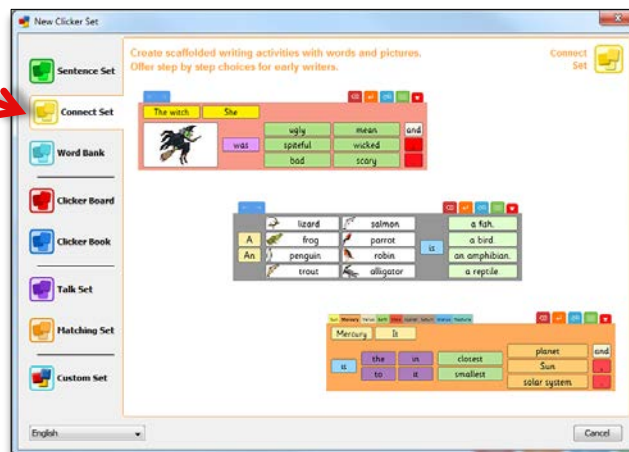 New Clicker Set
Create scaffolded writing activities with words and pictures.
Offer step by step choices for early writers.
Connect
Set
Sentence Set
Connect Set
Word Bank
Clicker Board
Clicker Book
Talk Set
Matching Set
Custom Set
The witch She
was
ugly mean and
spiteful wicked
bad scary
A
An
lizard salmon
frog parrot
penguin robin
trout alligator
is
a fish.
a bird.
an amphibian.
a reptile.
Mercury It
is
the in
to it
closest
smallest
planet and
Sun ,
solar system .
English
Cancel